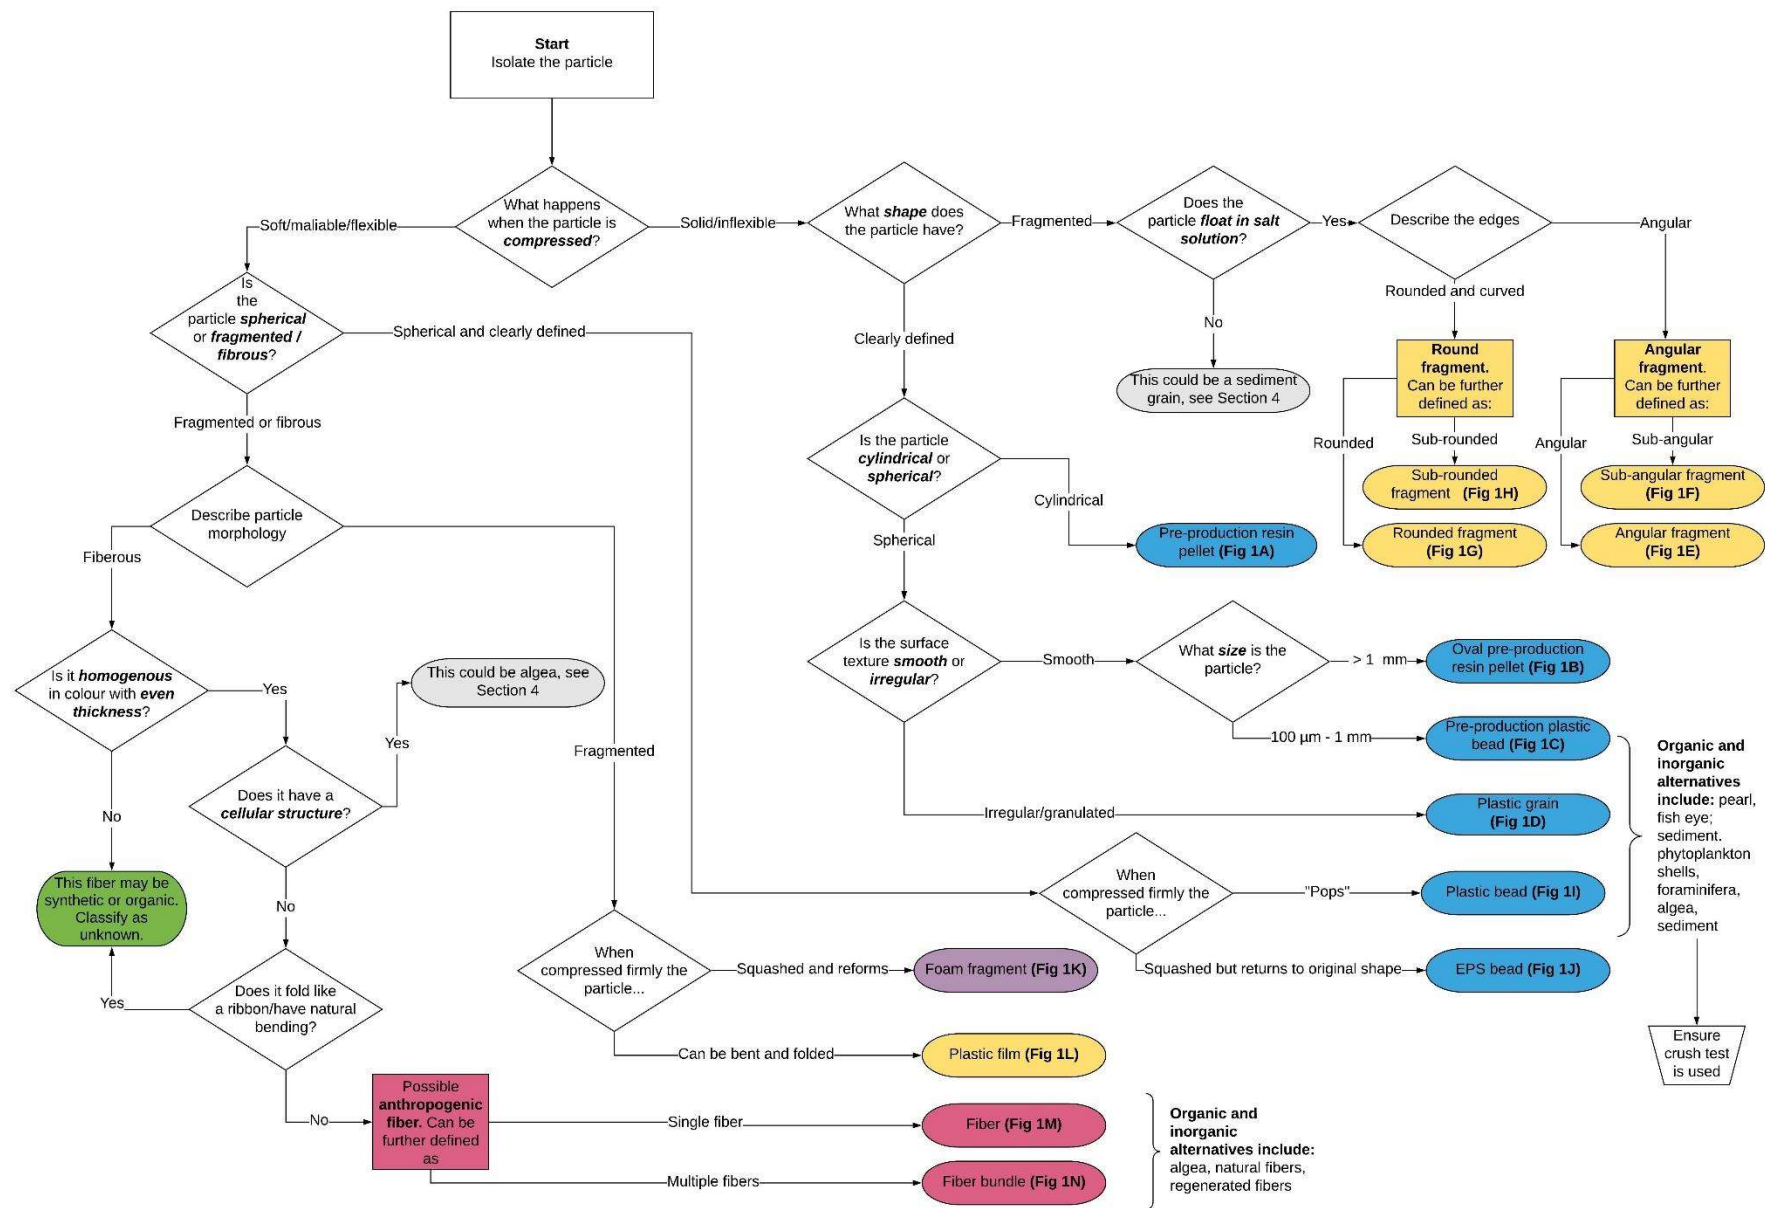 Start
Isolate the particle
What happens
when the particle is
compressed?
Soft/maliable/flexible
Solid/inflexible
What shape does
the particle have?
Fragmented
Does the
particle float in salt
solution?
Yes
Describe the edges
Angular
Rounded and curved
No
This could be a sediment
grain, see Section 4
Clearly defined
Round
fragment.
Can be further
defined as:
Angular
fragment.
Can be further
defined as:
Rounded
Sub-rounded
Angular
Sub-angular
Sub-rounded
fragment (Fig 1H)
Sub-angular fragment
(Fig 1F)
Rounded fragment
(Fig 1G)
Angular fragment
(Fig 1E)
Is
the
particle spherical
or fragmented /
fibrous?
Spherical and clearly defined
Fragmented or fibrous
Is the particle
cylindrical or
spherical?
Cylindrical
Pre-production resin
pellet (Fig 1A)
Spherical
Describe particle
morphology
Fiberous
Fragmented
Is the surface
texture smooth or
irregular?
Smooth
What size is the
particle?
> 1 mm
Oval pre-production
resin pellet (Fig 1B)
100 µm - 1 mm
Pre-production plastic
bead (Fig 1C)
Irregular/granulated
Plastic grain
(Fig 1D)
Is it homogenous
in colour with even
thickness?
Yes
This could be algea, see
Section 4
Yes
Does it have a
cellular structure?
No
This fiber may be
synthetic or organic.
Classify as
unknown.
No
Yes
Does it fold like
a ribbon/have natural
bending?
No
Possible
anthropogenic
fiber. Can be
further defined
as
Single fiber
Fiber (Fig 1M)
Multiple fibers
Fiber bundle (Fig 1N)
When
compressed firmly the
particle...
Squashed and reforms
Foam fragment (Fig 1K)
Can be bent and folded
Plastic film (Fig 1L)
When
compressed firmly the
particle...
"Pops"
Plastic bead (Fig 1I)
Squashed but returns to original shape
EPS bead (Fig 1J)
Organic and
inorganic
alternatives
include: pearl,
fish eye;
sediment.
phytoplankton
shells,
foraminifera,
algea,
sediment
Ensure
crush test
is used
Organic and
inorganic
alternatives include:
algea, natural fibers,
regenerated fibers